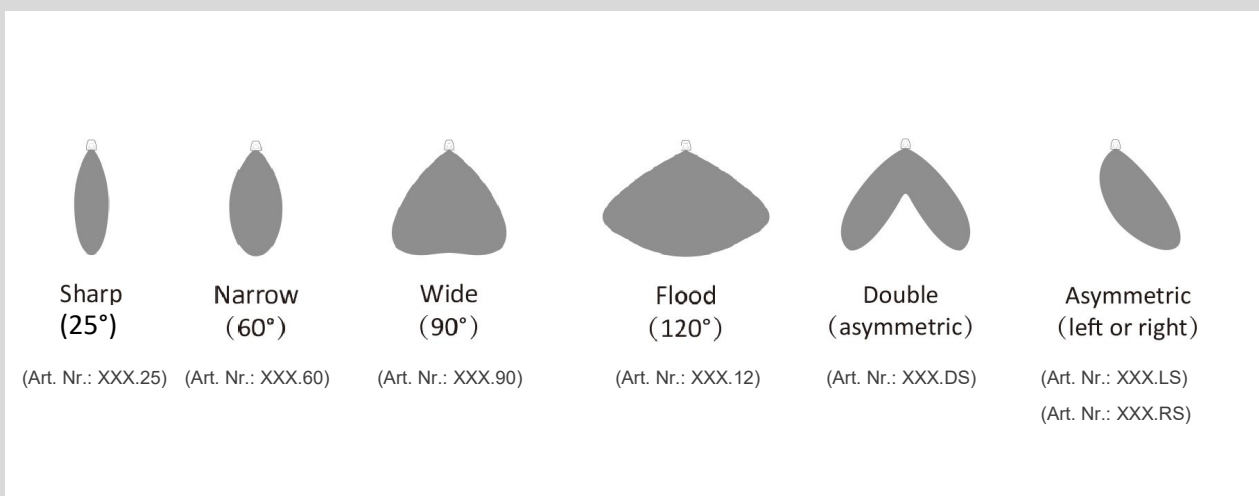 Sharp
(25°)
(Art. Nr.: XXX.25)
Narrow
（60°）
(Art. Nr.: XXX.60)
Wide
（90°）
(Art. Nr.: XXX.90)
Flood
（120°）
(Art. Nr.: XXX.12)
Double
（asymmetric）
(Art. Nr.: XXX.DS)
Asymmetric
（left or right）
(Art. Nr.: XXX.LS)
(Art. Nr.: XXX.RS)